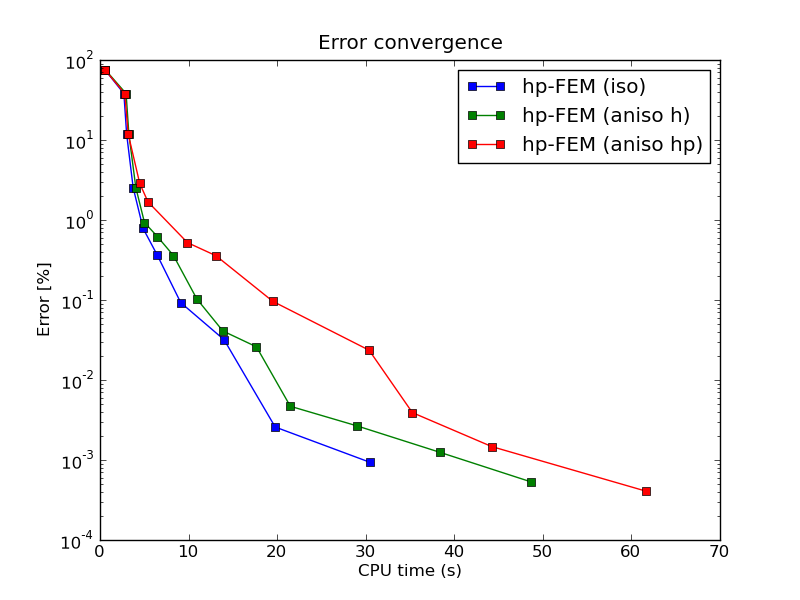 Error convergence
hp-FEM (iso)
hp-FEM (aniso h)
hp-FEM (aniso hp)
Error [%]
10^2
10^1
10^0
10^-1
10^-2
10^-3
10^-4
0 10 20 30 40 50 60 70
CPU time (s)